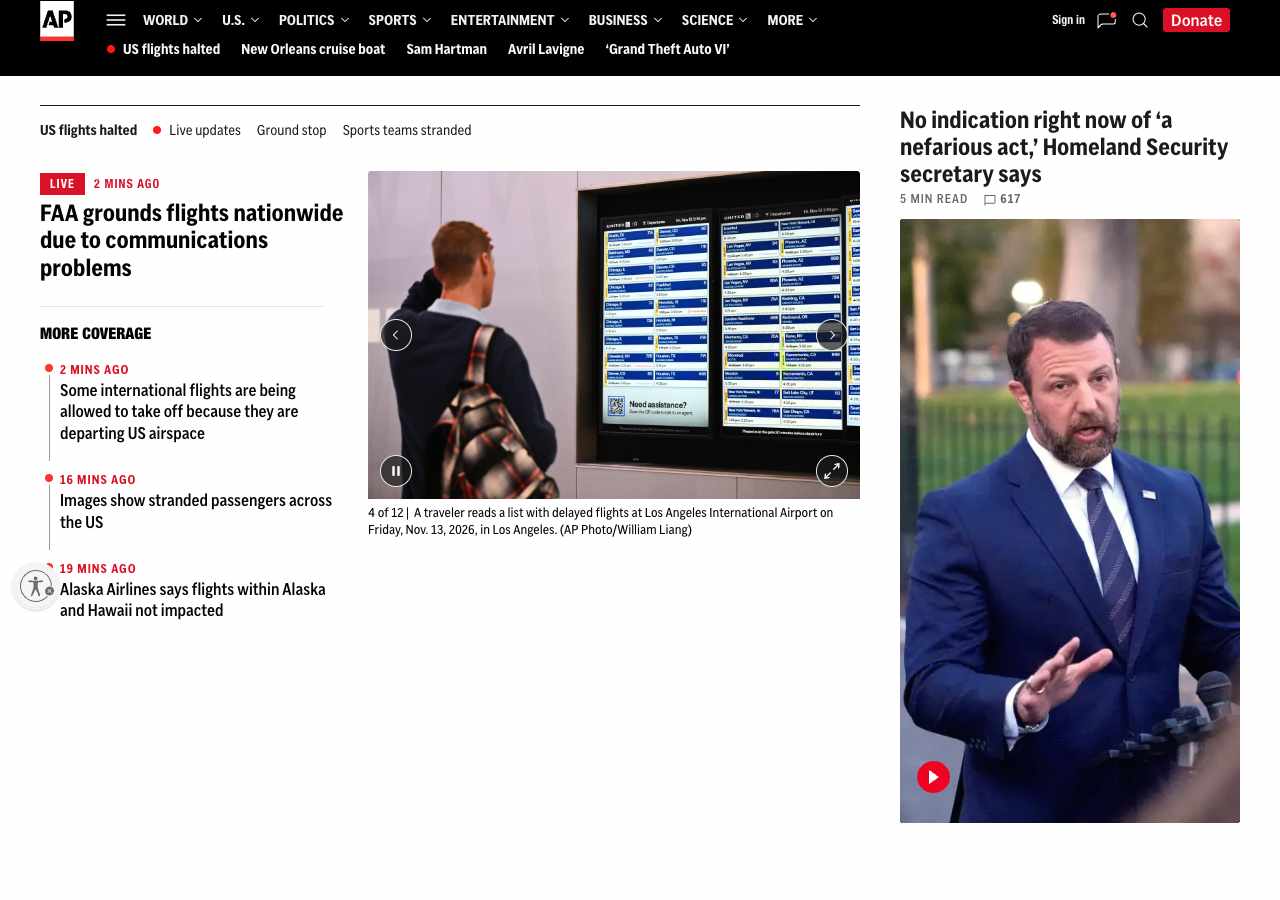 AP
WORLD U.S. POLITICS SPORTS ENTERTAINMENT BUSINESS SCIENCE MORE Sign in Donate
US flights halted New Orleans cruise boat Sam Hartman Avril Lavigne ‘Grand Theft Auto VI’
US flights halted Live updates Ground stop Sports teams stranded
LIVE 2 MINS AGO
FAA grounds flights nationwide
due to communications
problems
MORE COVERAGE
2 MINS AGO
Some international flights are being
allowed to take off because they are
departing US airspace
16 MINS AGO
Images show stranded passengers across
the US
19 MINS AGO
Alaska Airlines says flights within Alaska
and Hawaii not impacted
UNITED Departures
Need assistance?
4 of 12 | A traveler reads a list with delayed flights at Los Angeles International Airport on
Friday, Nov. 13, 2026, in Los Angeles. (AP Photo/William Liang)
No indication right now of ‘a
nefarious act,’ Homeland Security
secretary says
5 MIN READ 617